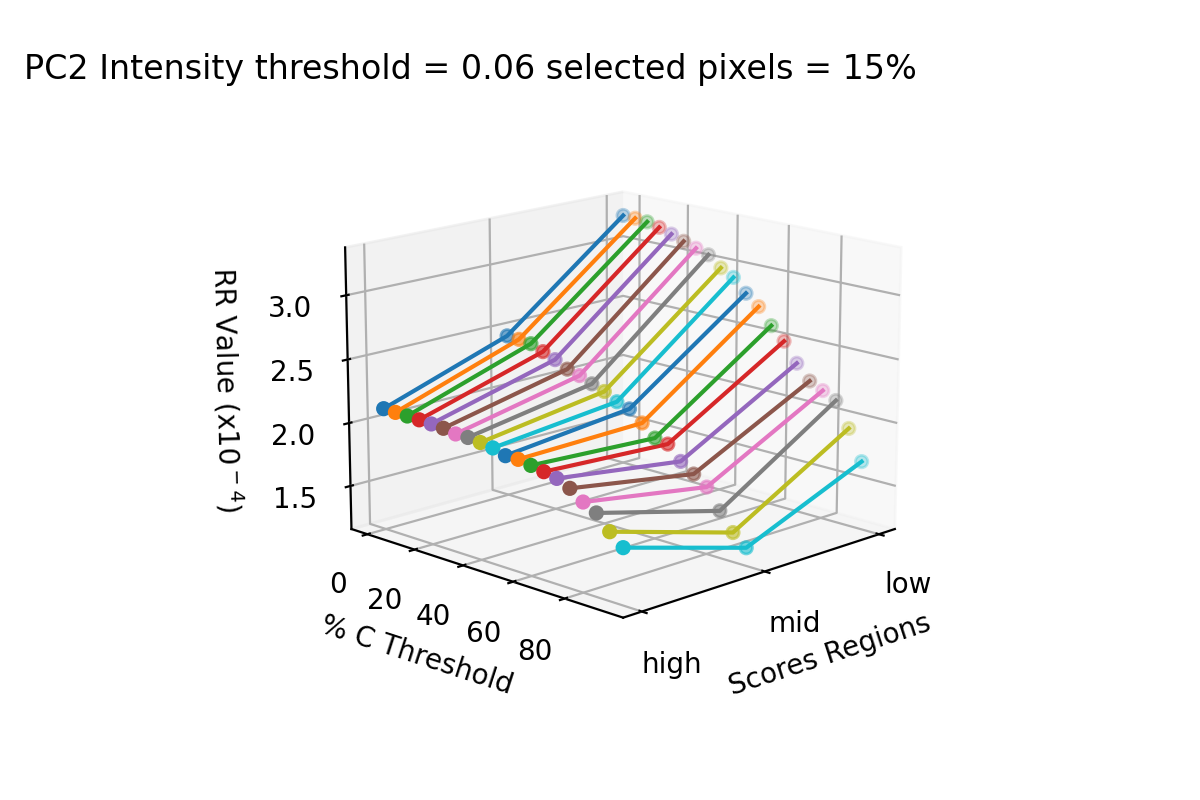 PC2 Intensity threshold = 0.06 selected pixels = 15%
RR Value (x10⁻⁴)
3.0
2.5
2.0
1.5
0
20
40
60
80
% C Threshold
high
mid
low
Scores Regions